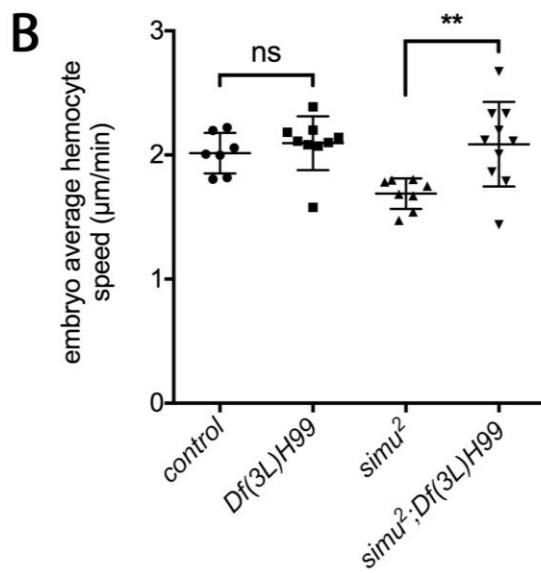 B
embryo average hemocyte
speed (μm/min)
3
2
1
0
ns
**
control
Df(3L)H99
simu²
simu²;Df(3L)H99